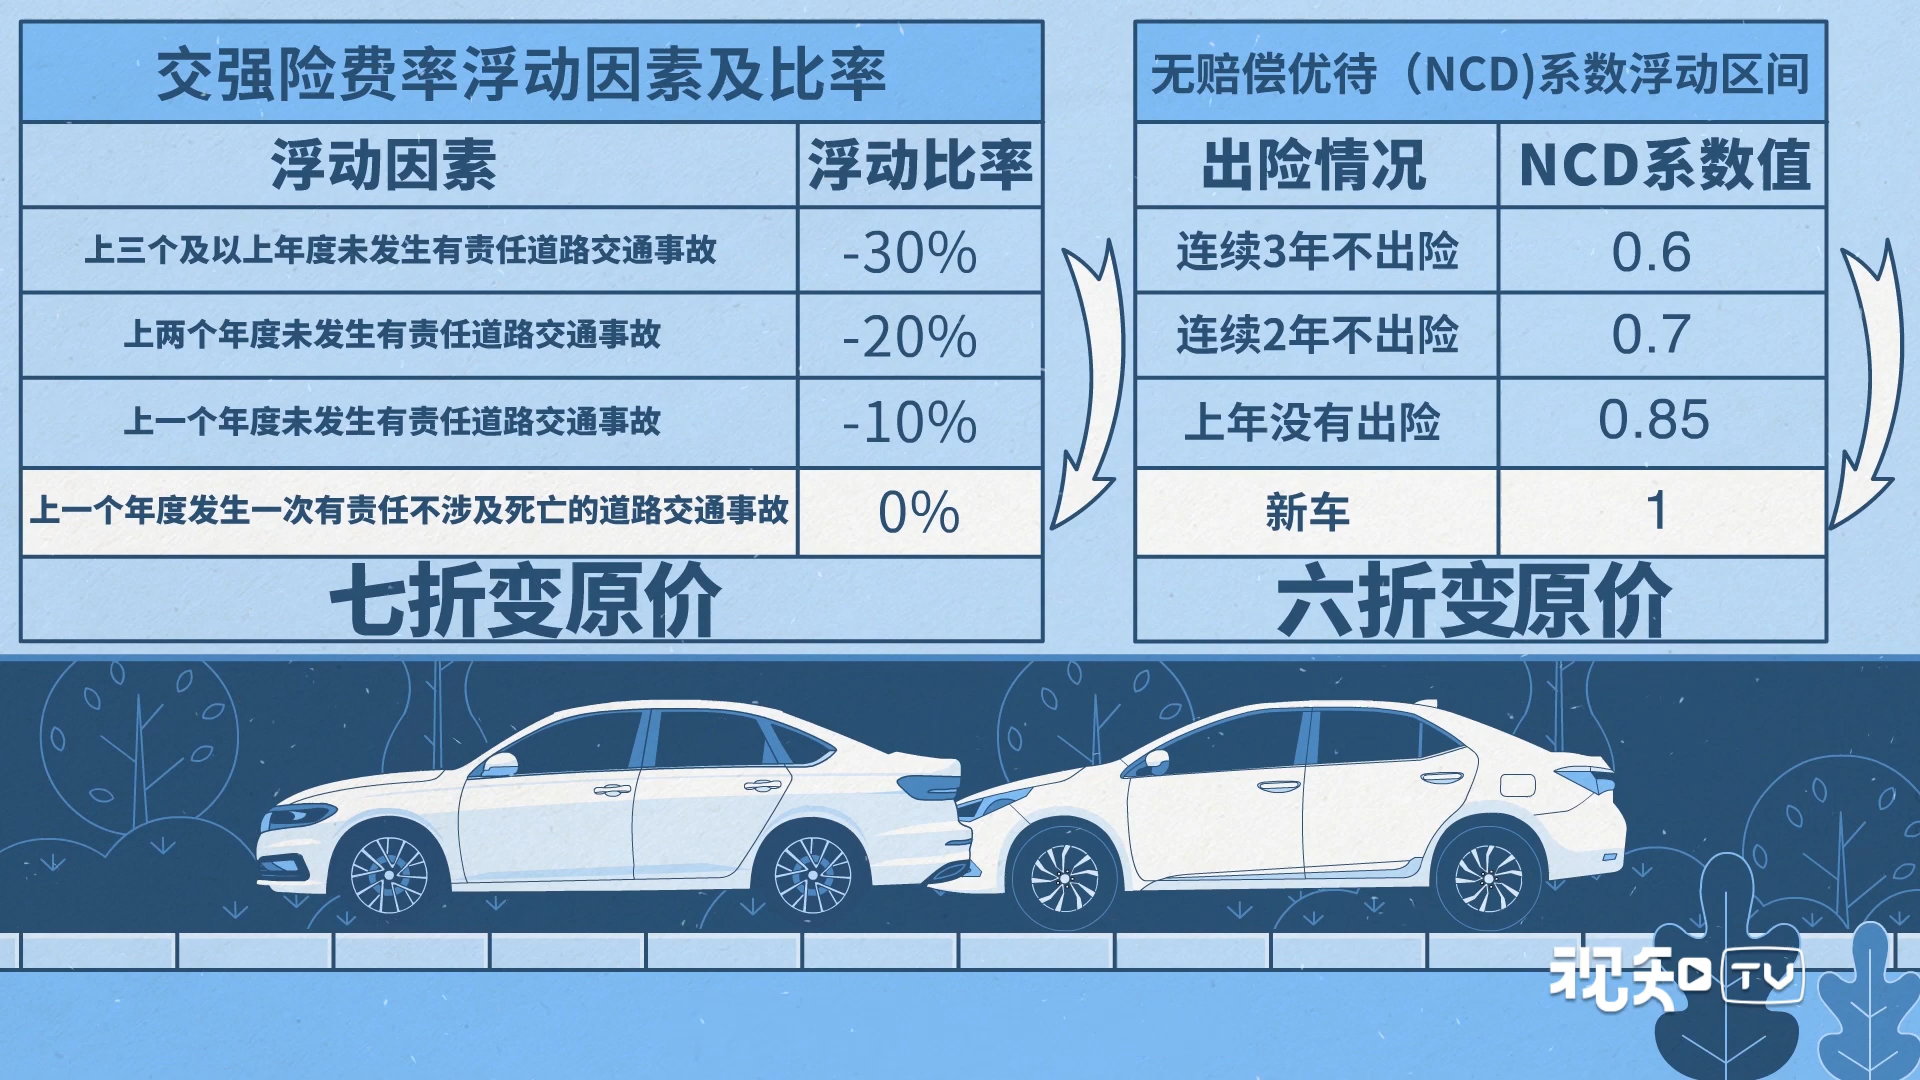 交强险费率浮动因素及比率
浮动因素 浮动比率
上三个及以上年度未发生有责任道路交通事故 -30%
上两个年度未发生有责任道路交通事故 -20%
上一个年度未发生有责任道路交通事故 -10%
上一个年度发生一次有责任不涉及死亡的道路交通事故 0%
七折变原价
无赔偿优待（NCD)系数浮动区间
出险情况 NCD系数值
连续3年不出险 0.6
连续2年不出险 0.7
上年没有出险 0.85
新车 1
六折变原价
视知TV